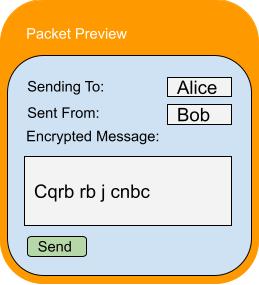 Packet Preview
Sending To: Alice
Sent From: Bob
Encrypted Message:
Cqrb rb j cnbc
Send